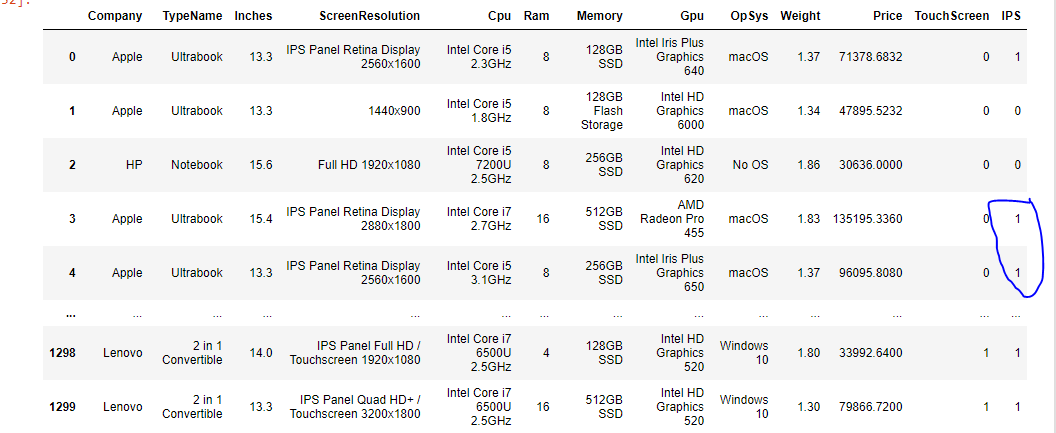 Company TypeName Inches ScreenResolution Cpu Ram Memory Gpu OpSys Weight Price TouchScreen IPS
0 Apple Ultrabook 13.3 IPS Panel Retina Display 2560x1600 Intel Core i5 2.3GHz 8 128GB SSD Intel Iris Plus Graphics 640 macOS 1.37 71378.6832 0 1
1 Apple Ultrabook 13.3 1440x900 Intel Core i5 1.8GHz 8 128GB Flash Storage Intel HD Graphics 6000 macOS 1.34 47895.5232 0 0
2 HP Notebook 15.6 Full HD 1920x1080 Intel Core i5 7200U 2.5GHz 8 256GB SSD Intel HD Graphics 620 No OS 1.86 30636.0000 0 0
3 Apple Ultrabook 15.4 IPS Panel Retina Display 2880x1800 Intel Core i7 2.7GHz 16 512GB SSD AMD Radeon Pro 455 macOS 1.83 135195.3360 0 1
4 Apple Ultrabook 13.3 IPS Panel Retina Display 2560x1600 Intel Core i5 3.1GHz 8 256GB SSD Intel Iris Plus Graphics 650 macOS 1.37 96095.8080 0 1
... ... ... ... ... ... ... ... ... ... ... ... ... ...
1298 Lenovo 2 in 1 Convertible 14.0 IPS Panel Full HD / Touchscreen 1920x1080 Intel Core i7 6500U 2.5GHz 4 128GB SSD Intel HD Graphics 520 Windows 10 1.80 33992.6400 1 1
1299 Lenovo 2 in 1 Convertible 13.3 IPS Panel Quad HD+ / Touchscreen 3200x1800 Intel Core i7 6500U 2.5GHz 16 512GB SSD Intel HD Graphics 520 Windows 10 1.30 79866.7200 1 1